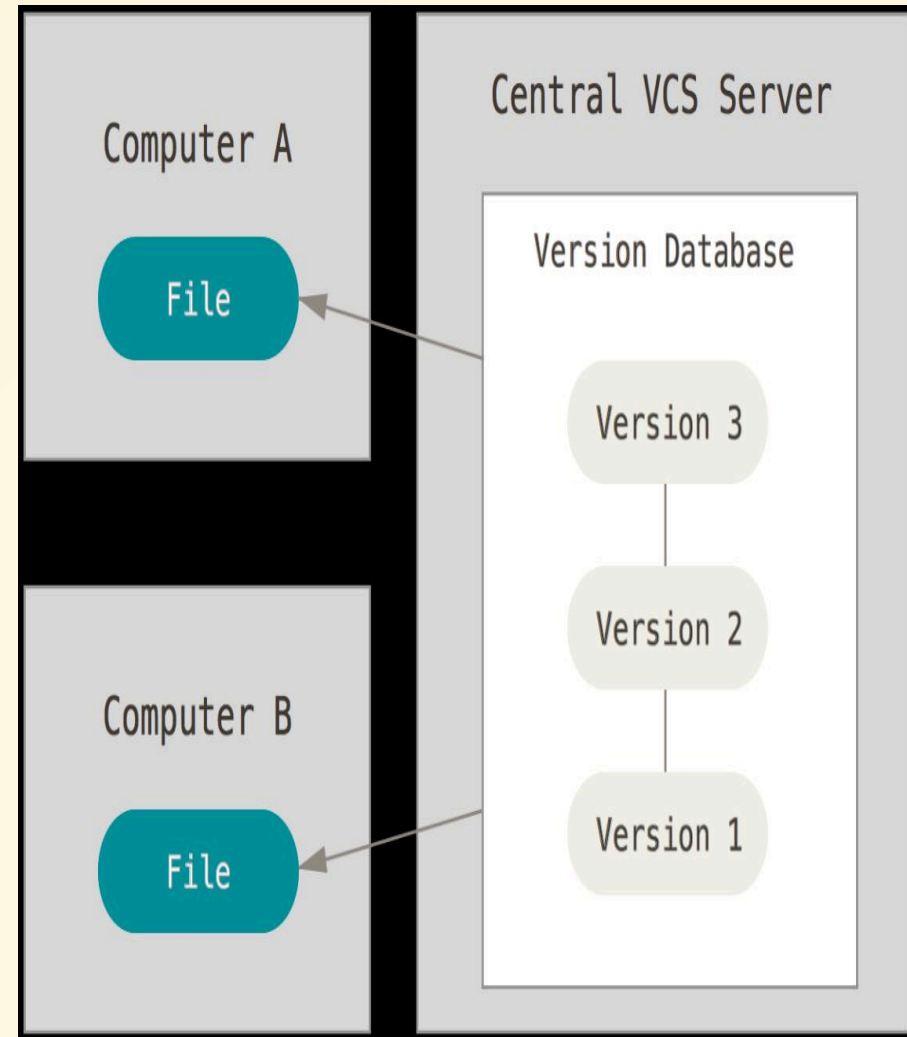 Computer A
File
Computer B
File
Central VCS Server
Version Database
Version 3
Version 2
Version 1